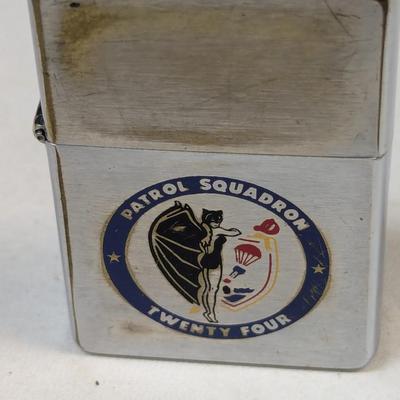 PATROL SQUADRON
TWENTY FOUR